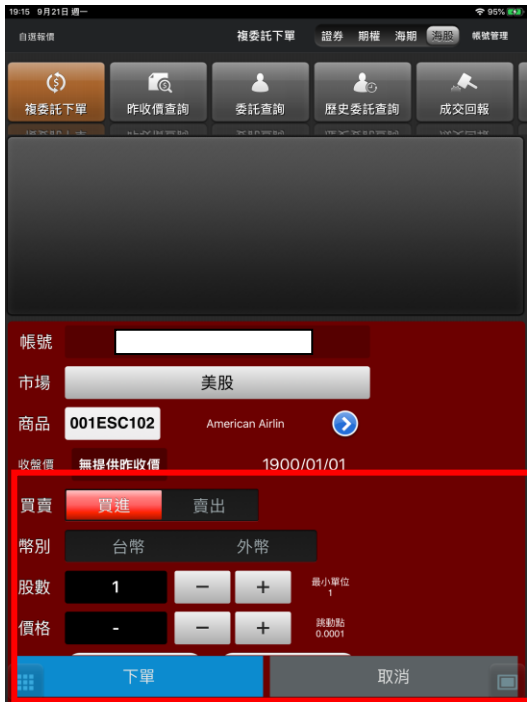 19:15 9月21日 週一 95%
自選報價 複委託下單 證券 期權 海期 海股 帳號管理
複委託下單 昨收價查詢 委託查詢 歷史委託查詢 成交回報
帳號
市場 美股
商品 001ESC102 American Airlin
收盤價 無提供昨收價 1900/01/01
買賣 買進 賣出
幣別 台幣 外幣
股數 1 − + 最小單位
1
價格 - − + 跳動點
0.0001
下單 取消